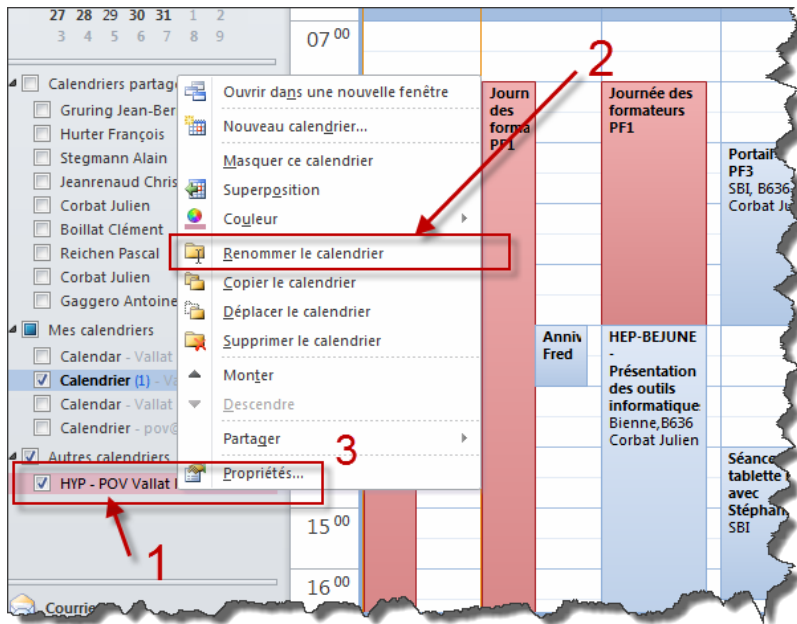 27 28 29 30 31 1 2
3 4 5 6 7 8 9
Calendriers partag
Gruring Jean-Ber
Hurter François
Stegmann Alain
Jeanrenaud Chris
Corbat Julien
Boillat Clément
Reichen Pascal
Corbat Julien
Gaggero Antoine
Mes calendriers
Calendar - Vallat
Calendrier (1) - Va
Calendar - Vallat
Calendrier - pov@
Autres calendriers
HYP - POV Vallat
1
Courrie
Ouvrir dans une nouvelle fenêtre
Nouveau calendrier...
Masquer ce calendrier
Superposition
Couleur
Renommer le calendrier
Copier le calendrier
Déplacer le calendrier
Supprimer le calendrier
Monter
Descendre
Partager
Propriétés...
2
3
07 00
15 00
16 00
Journ
des
forma
PF1
Anniv
Fred
Journée des
formateurs
PF1
HEP-BEJUNE
-
Présentation
des outils
informatique
Bienne,B636
Corbat Julien
Portail
PF3
SBI, B636
Corbat Ju
Séance
tablette
avec
Stéphan
SBI